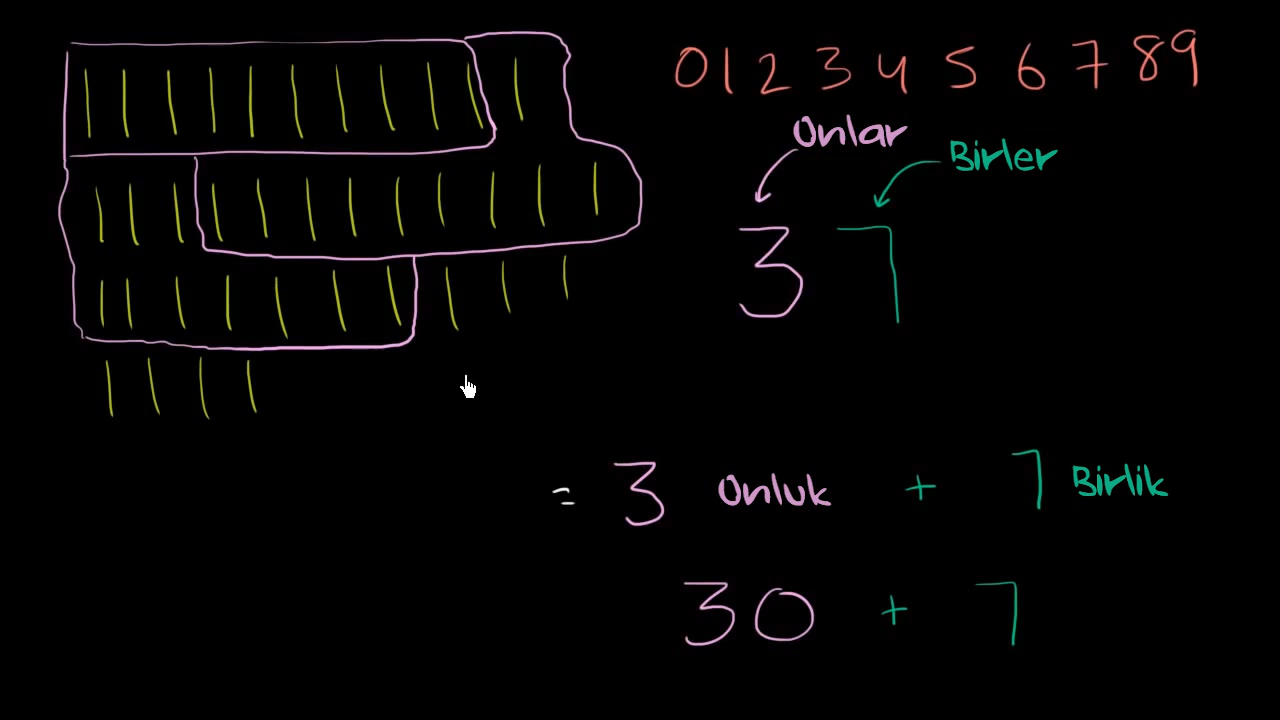 0 1 2 3 4 5 6 7 8 9
Onlar
Birler
3 7
= 3 Onluk + 7 Birlik
30 + 7